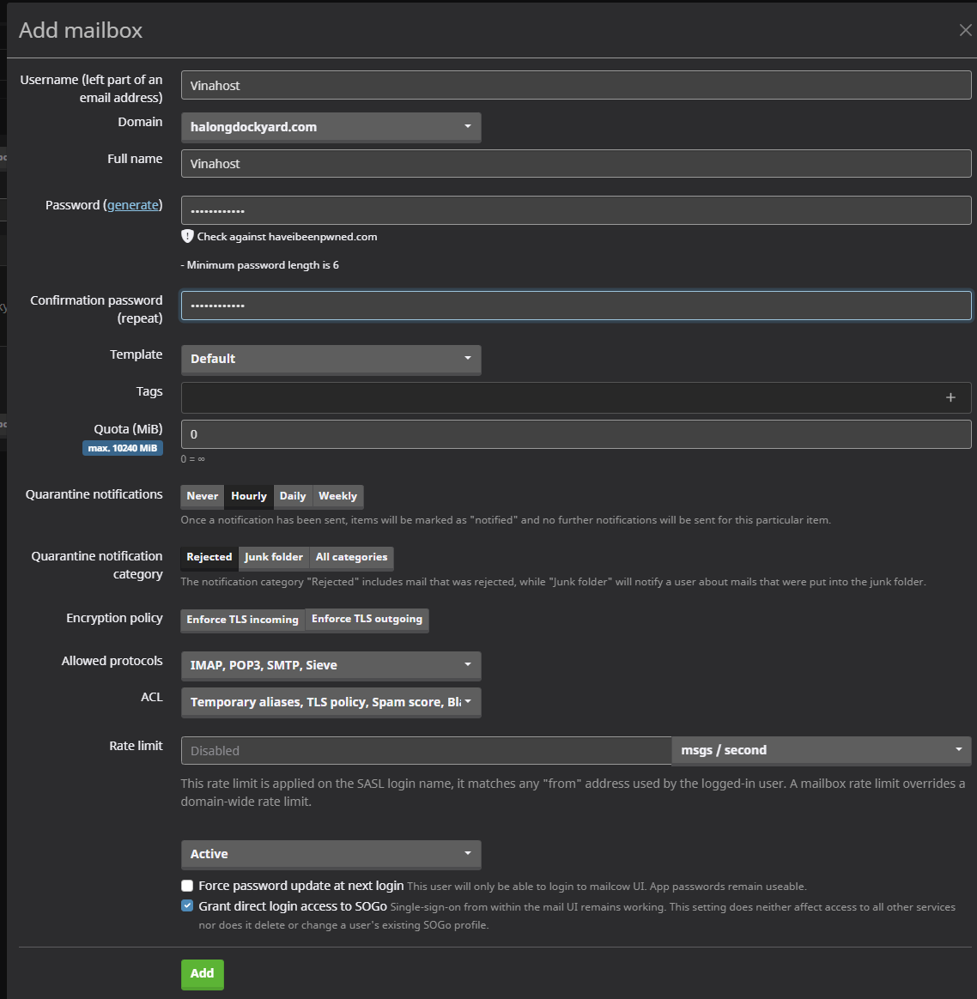 Add mailbox
Username (left part of an
email address)
Vinahost
Domain
halongdockyard.com
Full name
Vinahost
Password (generate)
••••••••••••
Check against haveibeenpwned.com
- Minimum password length is 6
Confirmation password
(repeat)
••••••••••••
Template
Default
Tags
+
Quota (MiB)
max. 10240 MiB
0
0 = ∞
Quarantine notifications
Never Hourly Daily Weekly
Once a notification has been sent, items will be marked as "notified" and no further notifications will be sent for this particular item.
Quarantine notification
category
Rejected Junk folder All categories
The notification category "Rejected" includes mail that was rejected, while "Junk folder" will notify a user about mails that were put into the junk folder.
Encryption policy
Enforce TLS incoming Enforce TLS outgoing
Allowed protocols
IMAP, POP3, SMTP, Sieve
ACL
Temporary aliases, TLS policy, Spam score, Bla
Rate limit
Disabled
msgs / second
This rate limit is applied on the SASL login name, it matches any "from" address used by the logged-in user. A mailbox rate limit overrides a
domain-wide rate limit.
Active
Force password update at next login This user will only be able to login to mailcow UI. App passwords remain useable.
Grant direct login access to SOGo Single-sign-on from within the mail UI remains working. This setting does neither affect access to all other services
nor does it delete or change a user's existing SOGo profile.
Add